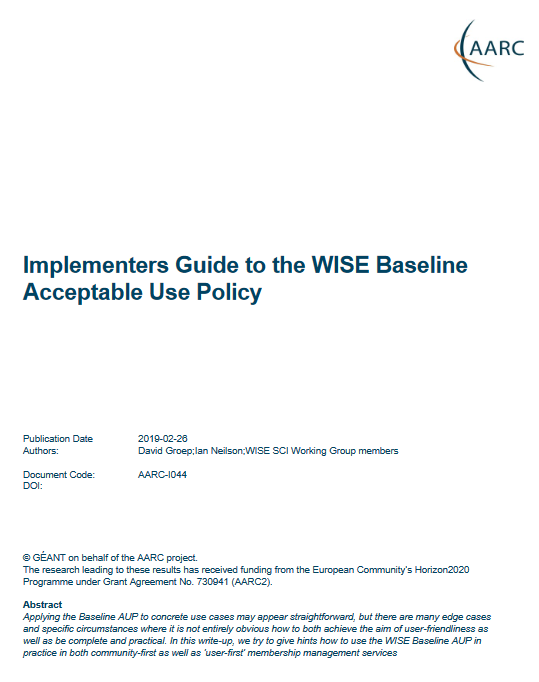 AARC
Implementers Guide to the WISE Baseline
Acceptable Use Policy
Publication Date 2019-02-26
Authors: David Groep;Ian Neilson;WISE SCI Working Group members
Document Code: AARC-I044
DOI:
© GÉANT on behalf of the AARC project.
The research leading to these results has received funding from the European Community's Horizon2020
Programme under Grant Agreement No. 730941 (AARC2).
Abstract
Applying the Baseline AUP to concrete use cases may appear straightforward, but there are many edge cases
and specific circumstances where it is not entirely obvious how to both achieve the aim of user-friendliness as
well as be complete and practical. In this write-up, we try to give hints how to use the WISE Baseline AUP in
practice in both community-first as well as 'user-first' membership management services